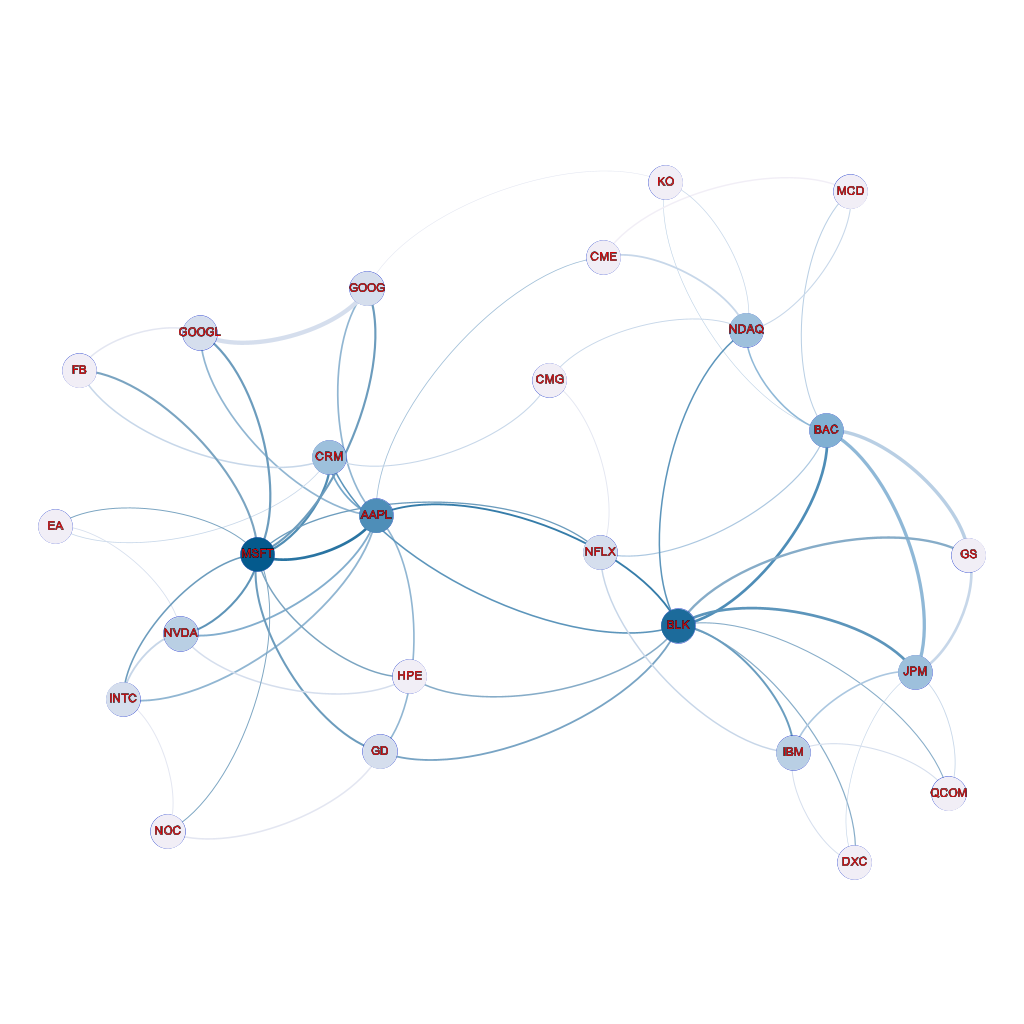 KO
MCD
CME
GOOG
NDAQ
GOOGL
FB
CMG
BAC
CRM
AAPL
EA
MSFT
NFLX
GS
BLK
NVDA
JPM
HPE
INTC
GD
IBM
QCOM
NOC
DXC